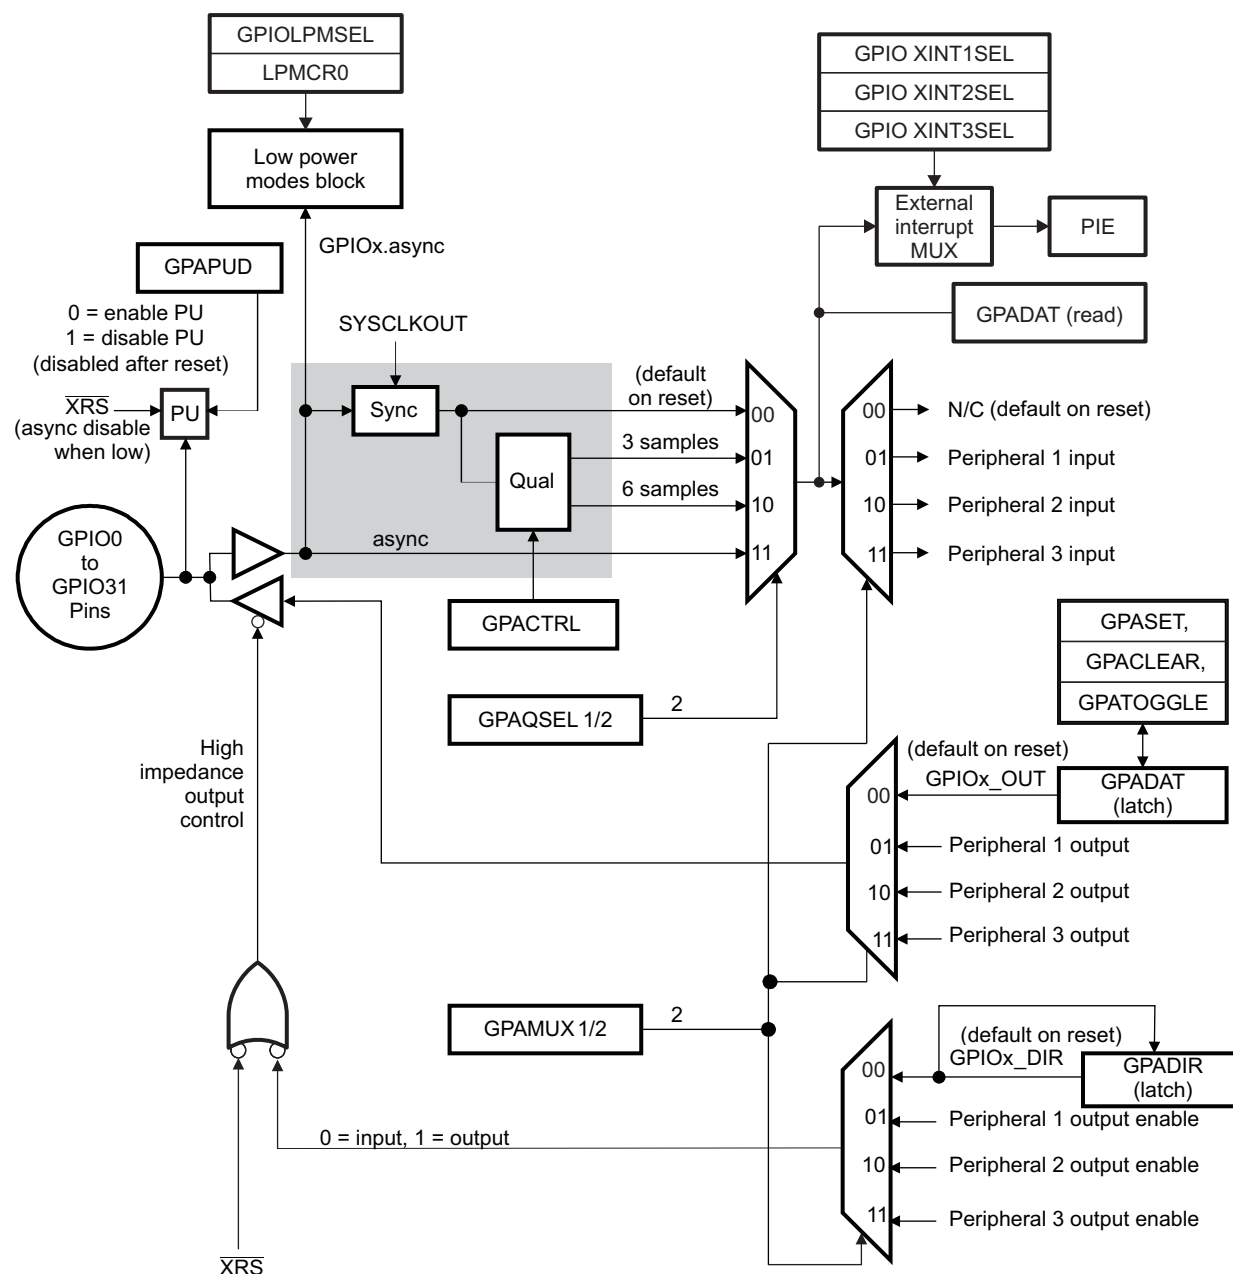 GPIOLPMSEL
LPMCR0
Low power
modes block
GPIOx.async
GPIO XINT1SEL
GPIO XINT2SEL
GPIO XINT3SEL
External
interrupt
MUX
PIE
GPADAT (read)
GPAPUD
0 = enable PU
1 = disable PU
(disabled after reset)
XRS
(async disable
when low)
PU
SYSCLKOUT
Sync
Qual
(default
on reset)
3 samples
6 samples
async
00
01
10
11
00
01
10
11
N/C (default on reset)
Peripheral 1 input
Peripheral 2 input
Peripheral 3 input
GPIO0
to
GPIO31
Pins
GPACTRL
GPAQSEL 1/2
2
GPASET,
GPACLEAR,
GPATOGGLE
High
impedance
output
control
(default on reset)
GPIOx_OUT
GPADAT
(latch)
00
01
10
11
Peripheral 1 output
Peripheral 2 output
Peripheral 3 output
GPAMUX 1/2
2
(default on reset)
GPIOx_DIR
GPADIR
(latch)
00
01
10
11
Peripheral 1 output enable
Peripheral 2 output enable
Peripheral 3 output enable
0 = input, 1 = output
XRS